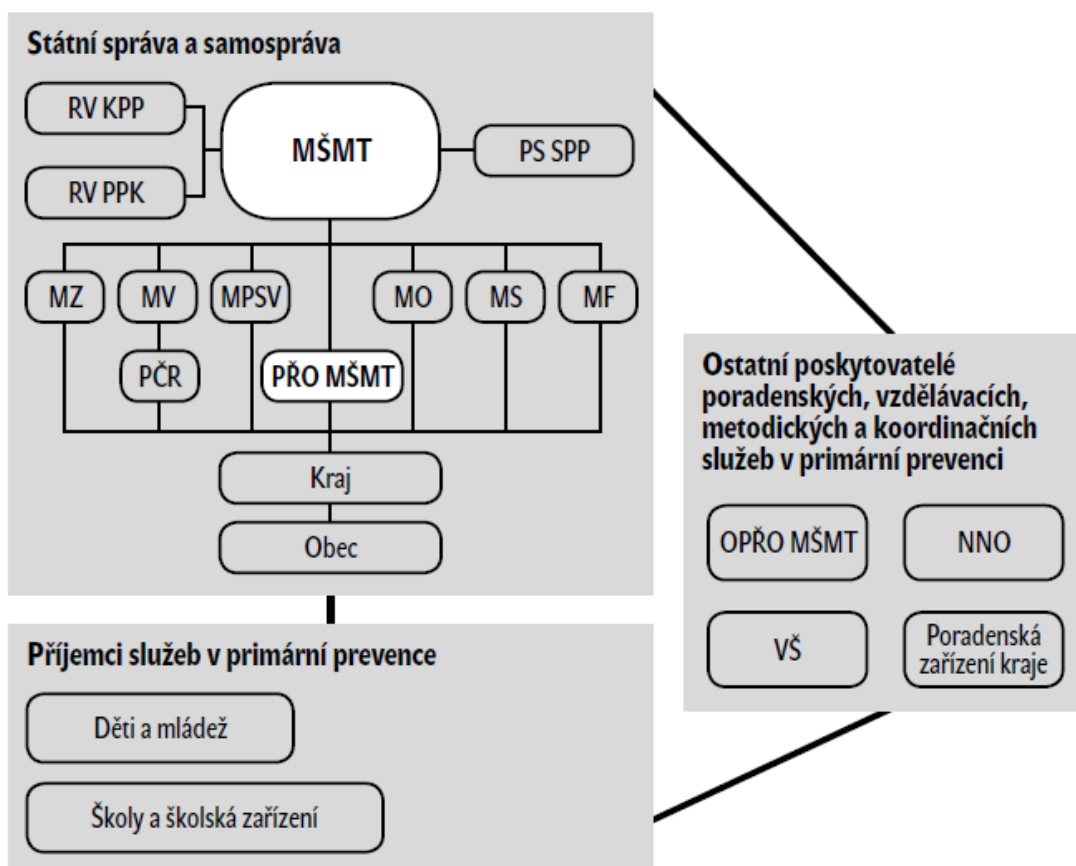 Státní správa a samospráva
RV KPP
MŠMT
PS SPP
RV PPK
MZ
MV
MPSV
MO
MS
MF
PČR
PŘO MŠMT
Kraj
Obec
Ostatní poskytovatelé
poradenských, vzdělávacích,
metodických a koordinačních
služeb v primární prevenci
OPŘO MŠMT
NNO
VŠ
Poradenská
zařízení kraje
Příjemci služeb v primární prevence
Děti a mládež
Školy a školská zařízení